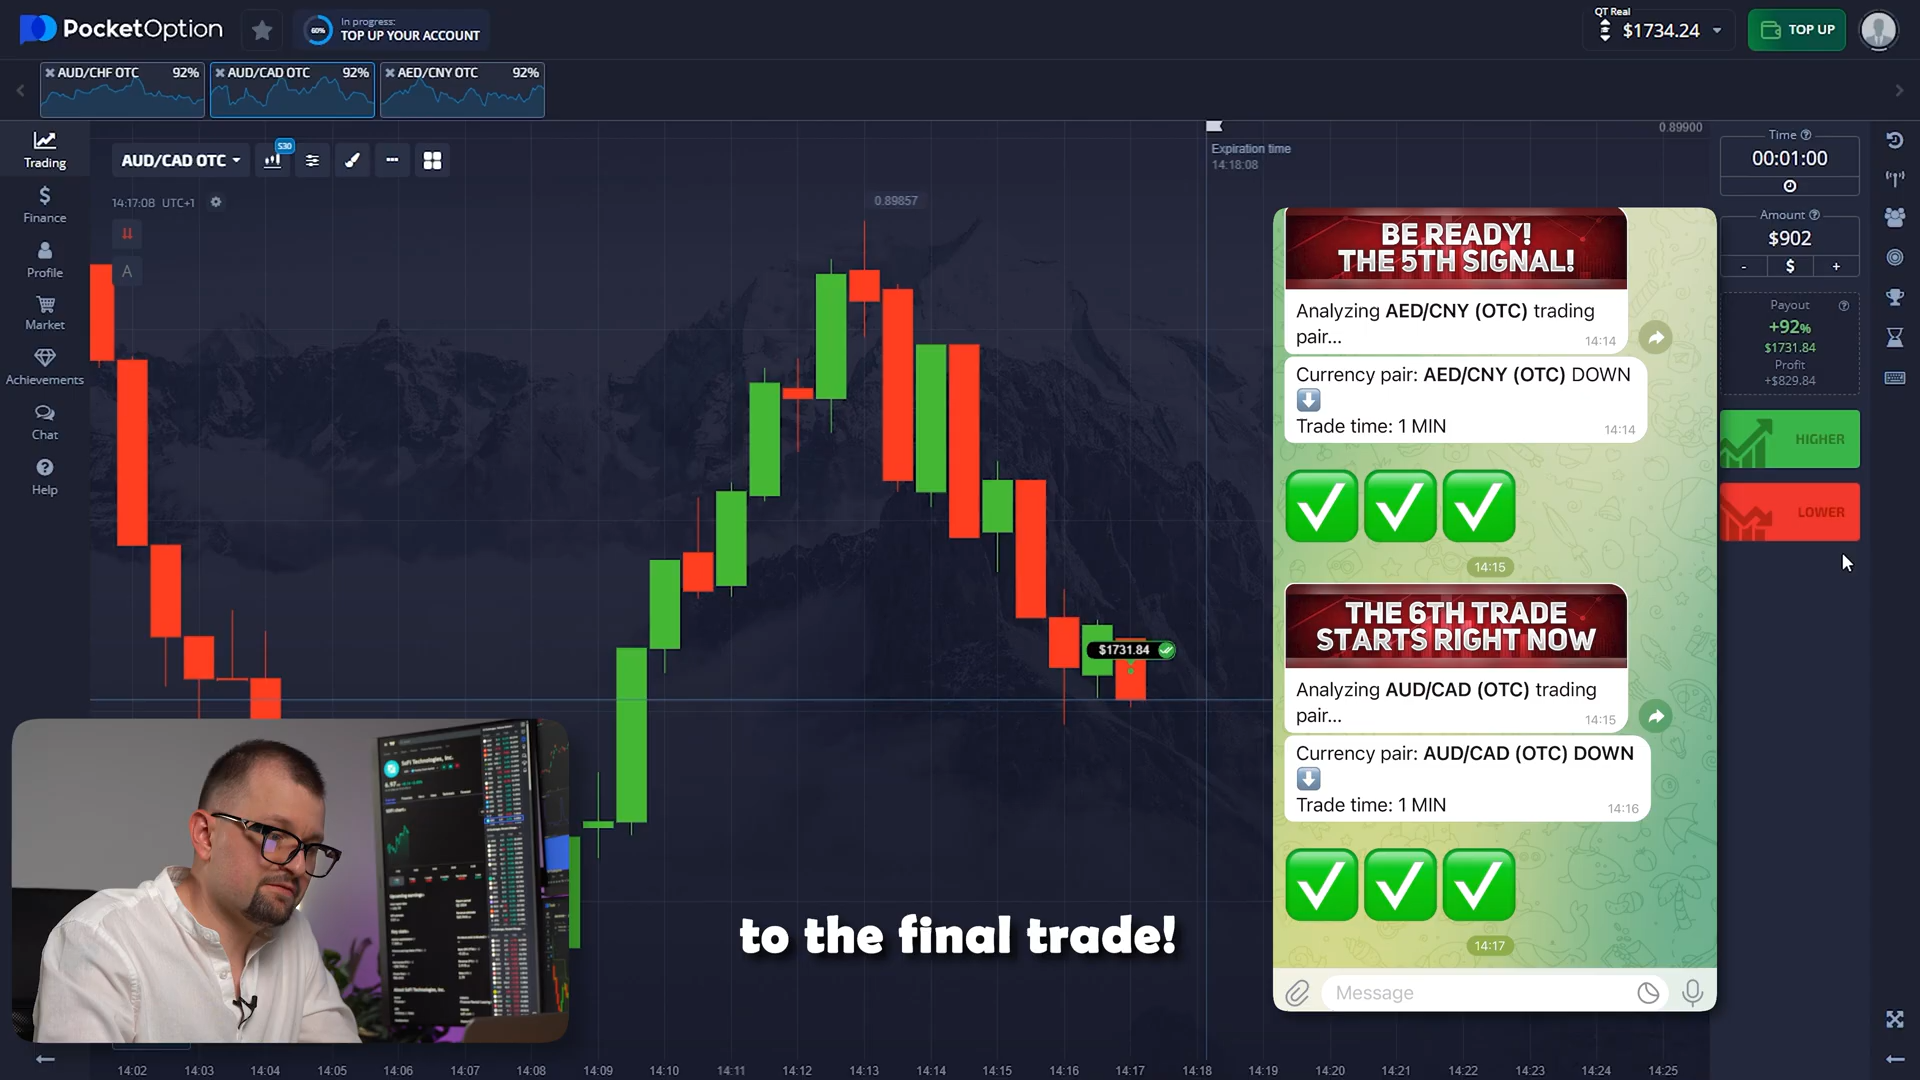 PocketOption
60%
In progress:
TOP UP YOUR ACCOUNT
QT Real
$1734.24
TOP UP
AUD/CHF OTC 92%
AUD/CAD OTC 92%
AED/CNY OTC 92%
Trading
Finance
Profile
Market
Achievements
Chat
Help
AUD/CAD OTC
S30
14:17:08 UTC+1
A
0.89857
Expiration time
14:18:08
0.89900
Time
00:01:00
Amount
$902
- $ +
Payout
+92%
$1731.84
Profit
+$829.84
HIGHER
LOWER
$1731.84
BE READY!
THE 5TH SIGNAL!
Analyzing AED/CNY (OTC) trading
pair...
14:14
Currency pair: AED/CNY (OTC) DOWN
Trade time: 1 MIN
14:14
14:15
THE 6TH TRADE
STARTS RIGHT NOW
Analyzing AUD/CAD (OTC) trading
pair...
14:15
Currency pair: AUD/CAD (OTC) DOWN
Trade time: 1 MIN
14:16
14:17
Message
SoFi Technologies, Inc.
to the final trade!
14:02 14:03 14:04 14:05 14:06 14:07 14:08 14:09 14:10 14:11 14:12 14:13 14:14 14:15 14:16 14:17 14:18 14:19 14:20 14:21 14:22 14:23 14:24 14:25